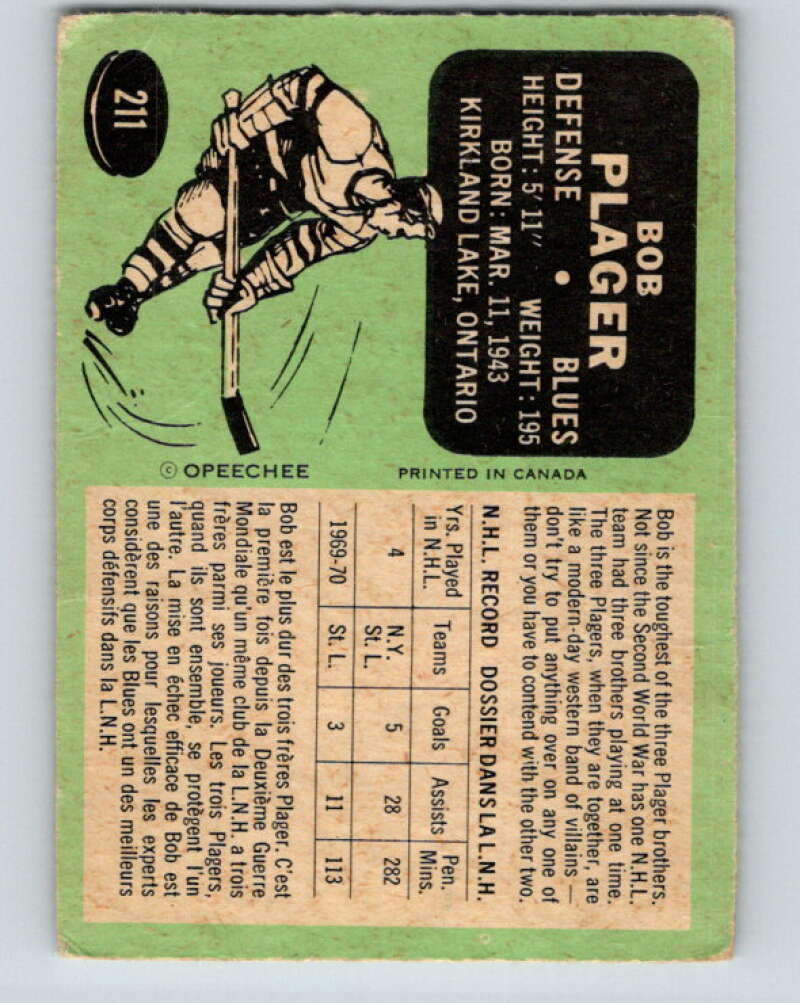 211
BOB
PLAGER
DEFENSE • BLUES
HEIGHT: 5'11" WEIGHT: 195
BORN: MAR. 11, 1943
KIRKLAND LAKE, ONTARIO
© OPEECHEE
PRINTED IN CANADA
Bob is the toughest of the three Plager brothers.
Not since the Second World War has one N.H.L.
team had three brothers playing at one time.
The three Plagers, when they are together, are
like a modern-day western band of villains —
don't try to put anything over on any one of
them or you have to contend with the other two.
N.H.L. RECORD DOSSIER DANS LA L.N.H.
Yrs. Played in N.H.L. Teams Goals Assists Pen. Mins.
4 N.Y. St. L. 5 28 282
1969-70 St. L. 3 11 113
Bob est le plus dur des trois frères Plager. C'est
la première fois depuis la Deuxième Guerre
Mondiale qu'un même club de la L.N.H. a trois
frères parmi ses joueurs. Les trois Plagers,
quand ils sont ensemble, se protègent l'un
l'autre. La mise en échec efficace de Bob est
une des raisons pour lesquelles les experts
considèrent que les Blues ont un des meilleurs
corps défensifs dans la L.N.H.